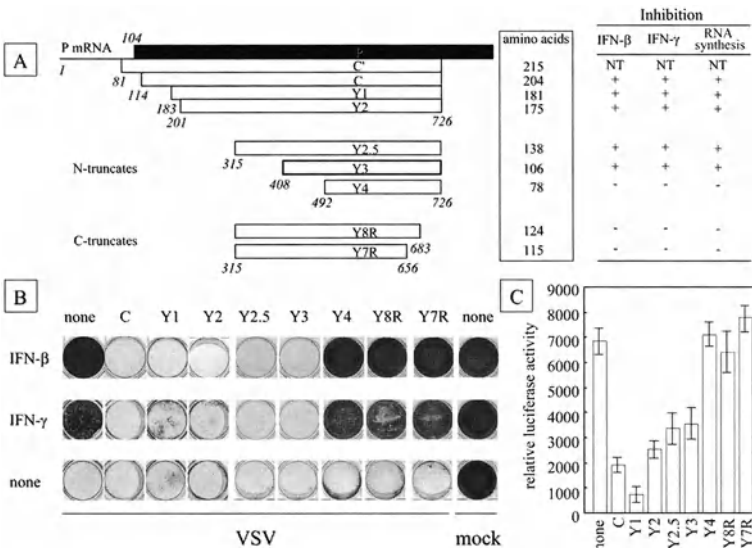 A
P mRNA
104
P
1
C'
81
C
114
Y1
183
Y2
201
726
N-truncates
Y2.5
315
Y3
408
Y4
492
726
C-truncates
Y8R
683
Y7R
315
656
amino acids
215
204
181
175
138
106
78
124
115
Inhibition
IFN-β IFN-γ RNA synthesis
NT NT NT
+ + +
+ + +
+ + +
+ + +
+ + +
- - -
- - -
- - -
B
none C Y1 Y2 Y2.5 Y3 Y4 Y8R Y7R none
IFN-β
IFN-γ
none
VSV mock
C
relative luciferase activity
9000
8000
7000
6000
5000
4000
3000
2000
1000
0000
none C Y1 Y2 Y2.5 Y3 Y4 Y8R Y7R